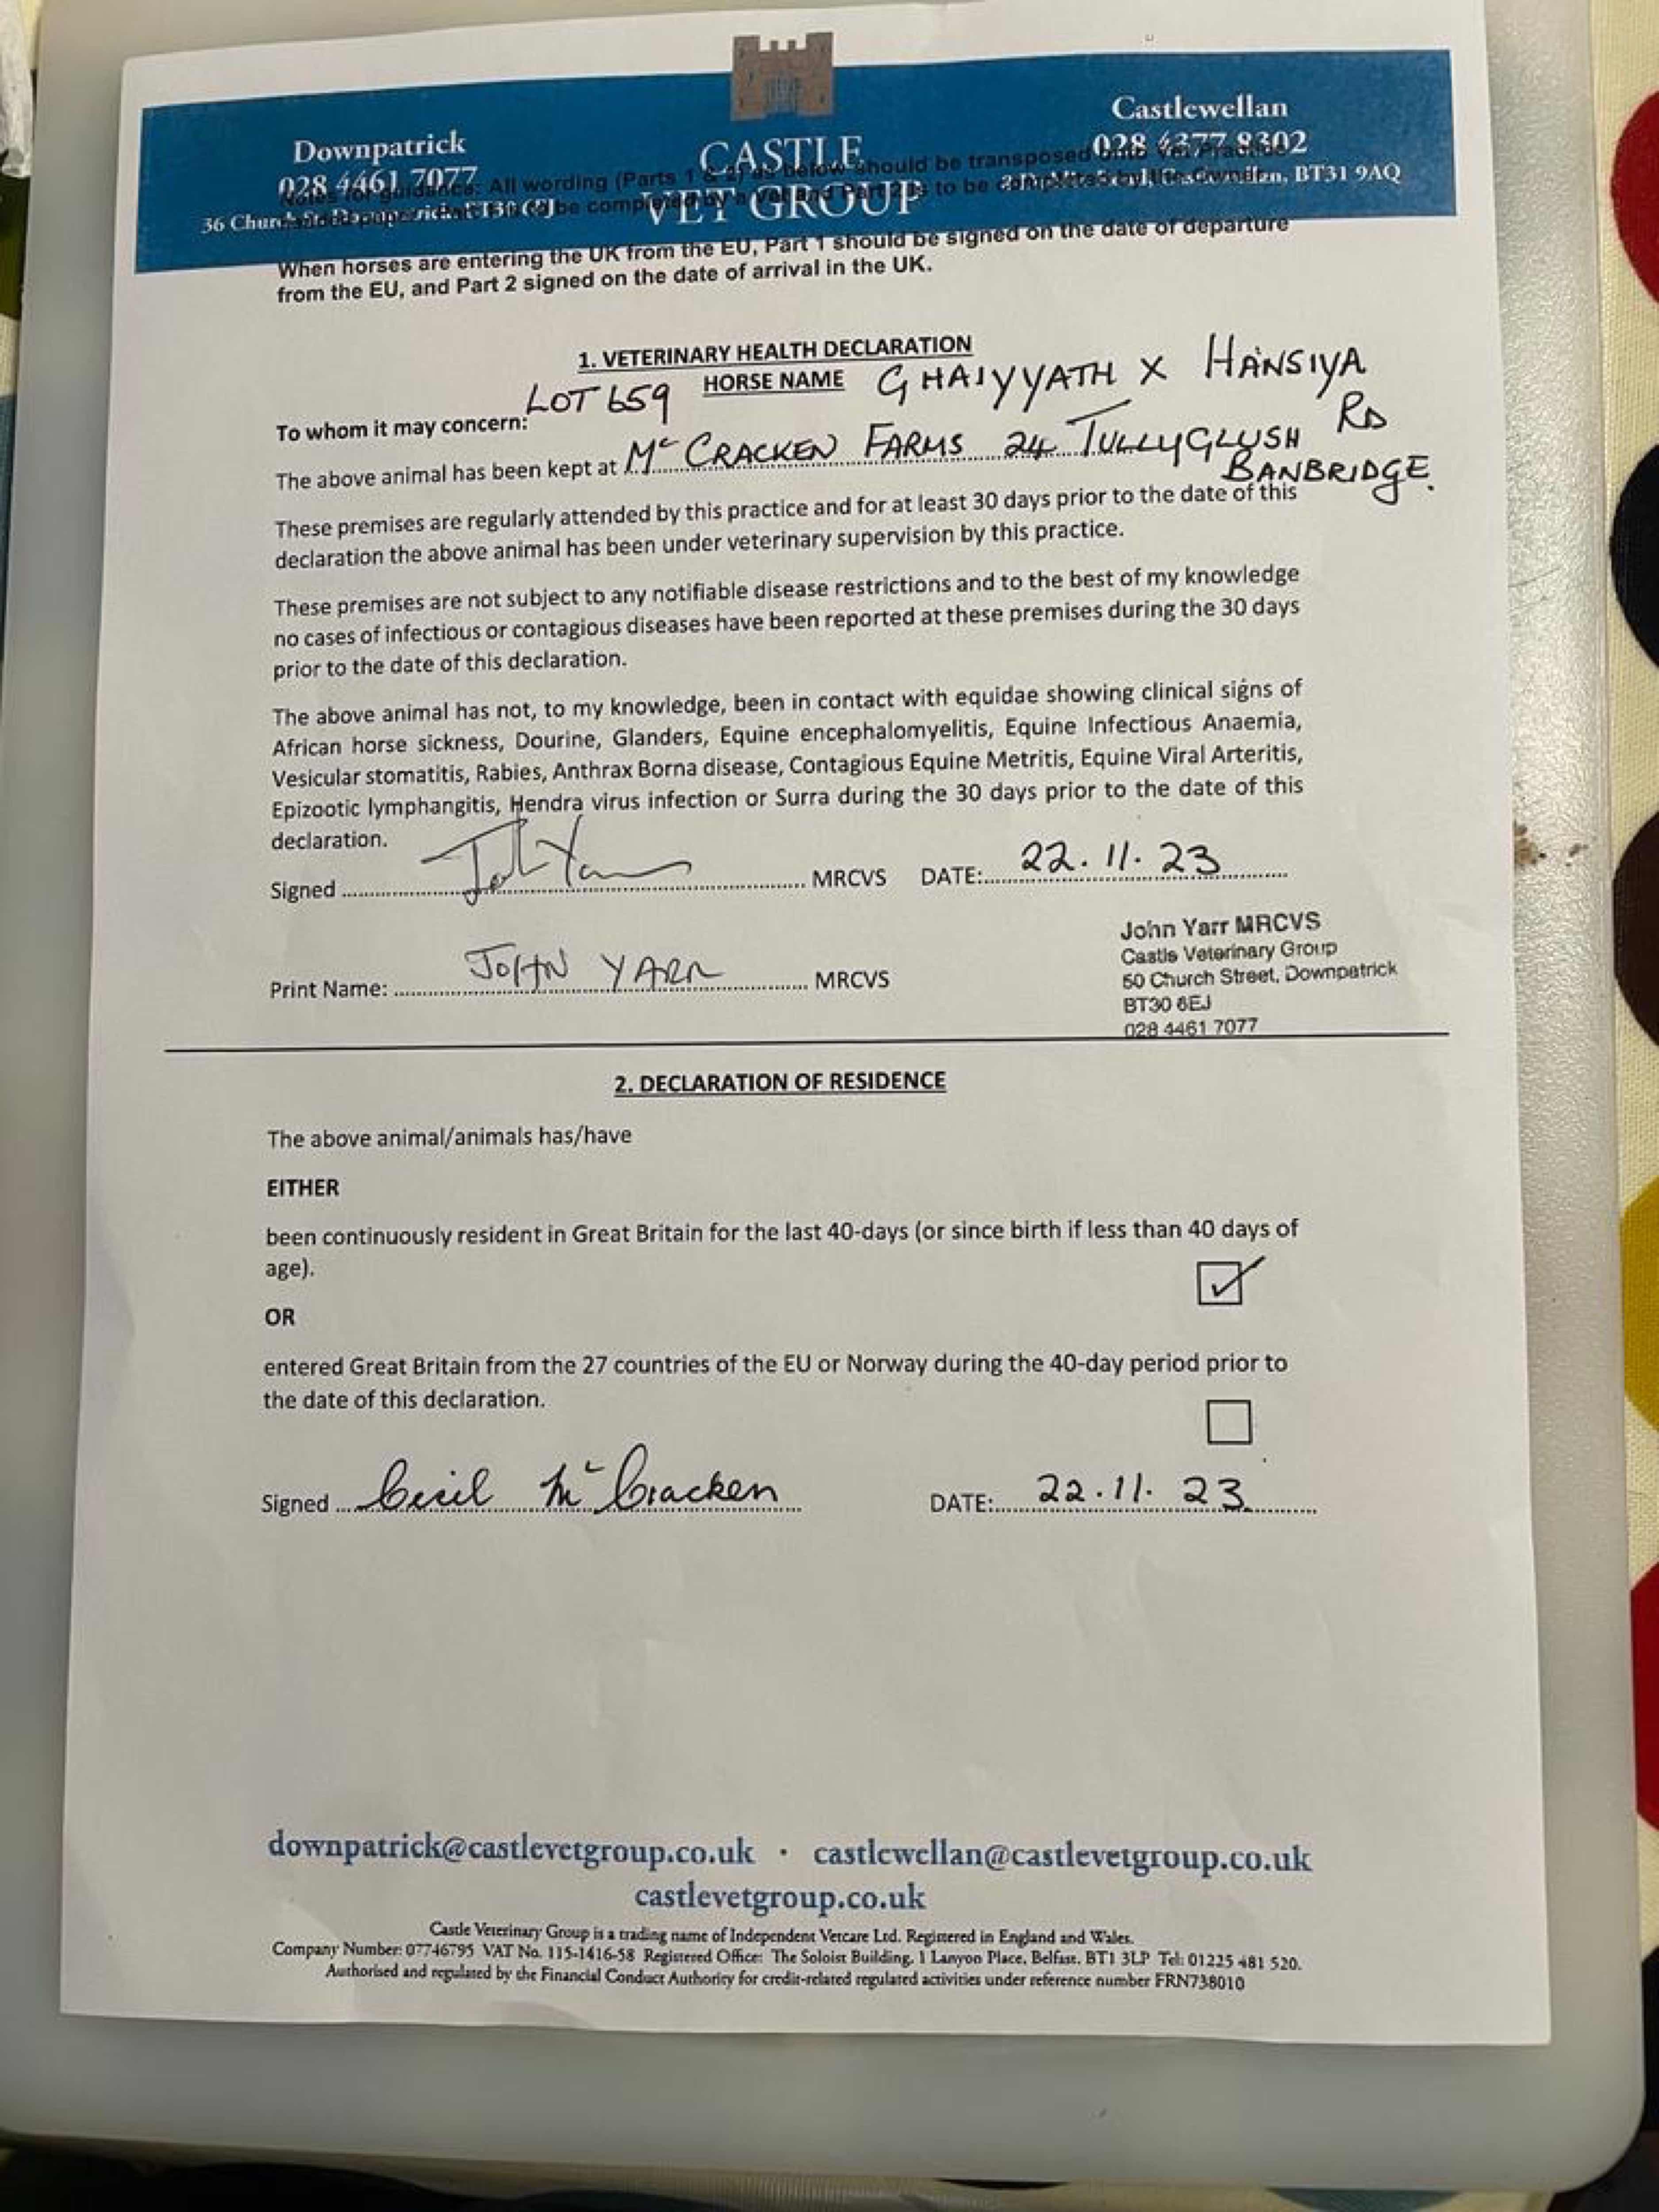 Downpatrick
028 4461 7077
CASTLE
VET GROUP
Castlewellan
028 4377 8302
Notes for guidance: All wording (Parts 1 & 2) as below should be transposed onto Vet
36 Church BT30 be completed by a vet and Part 2 is to be completed by the Owner. BT31 9AQ
When horses are entering the UK from the EU, Part 1 should be signed on the date of departure
from the EU, and Part 2 signed on the date of arrival in the UK.
1. VETERINARY HEALTH DECLARATION
LOT 659 HORSE NAME GHAIYYATH X HANSIYA
To whom it may concern:
The above animal has been kept at Mc CRACKEN FARMS 24 TULLYGLUSH RD
BANBRIDGE.
These premises are regularly attended by this practice and for at least 30 days prior to the date of this
declaration the above animal has been under veterinary supervision by this practice.
These premises are not subject to any notifiable disease restrictions and to the best of my knowledge
no cases of infectious or contagious diseases have been reported at these premises during the 30 days
prior to the date of this declaration.
The above animal has not, to my knowledge, been in contact with equidae showing clinical signs of
African horse sickness, Dourine, Glanders, Equine encephalomyelitis, Equine Infectious Anaemia,
Vesicular stomatitis, Rabies, Anthrax Borna disease, Contagious Equine Metritis, Equine Viral Arteritis,
Epizootic lymphangitis, Hendra virus infection or Surra during the 30 days prior to the date of this
declaration.
Signed MRCVS DATE: 22.11.23
John Yarr MRCVS
Castle Veterinary Group
50 Church Street, Downpatrick
BT30 6EJ
028 4461 7077
Print Name: JOHN YARR MRCVS
2. DECLARATION OF RESIDENCE
The above animal/animals has/have
EITHER
been continuously resident in Great Britain for the last 40-days (or since birth if less than 40 days of
age).
OR
entered Great Britain from the 27 countries of the EU or Norway during the 40-day period prior to
the date of this declaration.
Signed Cecil Mc Cracken DATE: 22.11.23
downpatrick@castlevetgroup.co.uk · castlewellan@castlevetgroup.co.uk
castlevetgroup.co.uk
Castle Veterinary Group is a trading name of Independent Vetcare Ltd. Registered in England and Wales.
Company Number: 07746795 VAT No. 115-1416-58 Registered Office: The Soloist Building, 1 Lanyon Place, Belfast, BT1 3LP Tel: 01225 481 520.
Authorised and regulated by the Financial Conduct Authority for credit-related regulated activities under reference number FRN738010